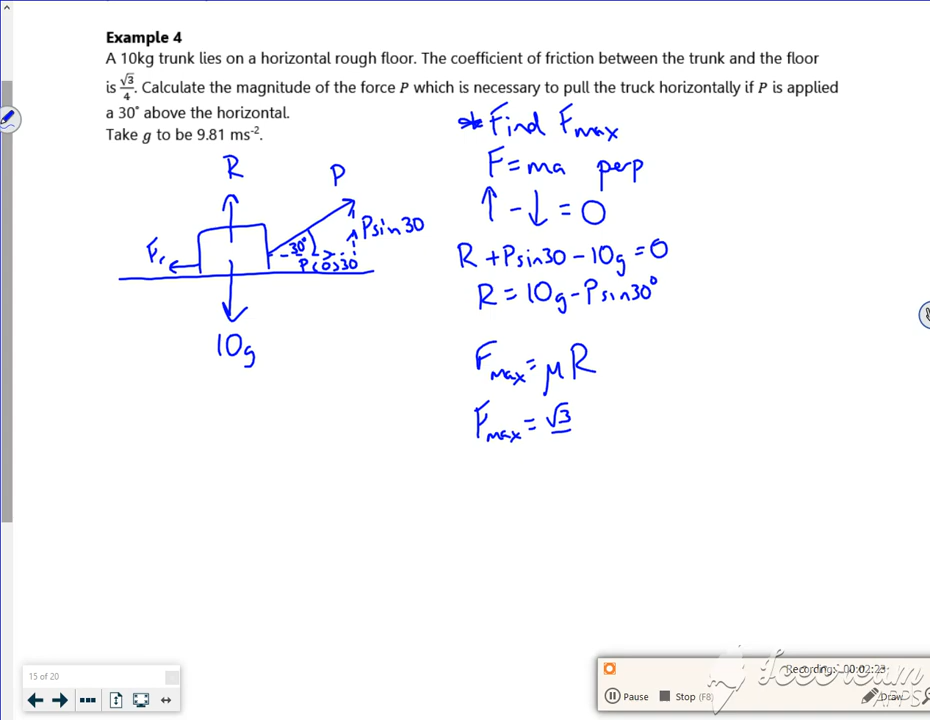 Example 4
A 10kg trunk lies on a horizontal rough floor. The coefficient of friction between the trunk and the floor
is √3/4. Calculate the magnitude of the force P which is necessary to pull the truck horizontally if P is applied
a 30° above the horizontal.
Take g to be 9.81 ms⁻².
* Find Fmax
F = ma perp
↑ - ↓ = 0
R + Psin30 - 10g = 0
R = 10g - Psin30°
Fmax = μR
Fmax = √3
R
P
Psin30
30°
Pcos30
Fr
10g
15 of 20
Recording: 00:02:23
Pause
Stop (F8)
Draw
Icecream
APPS